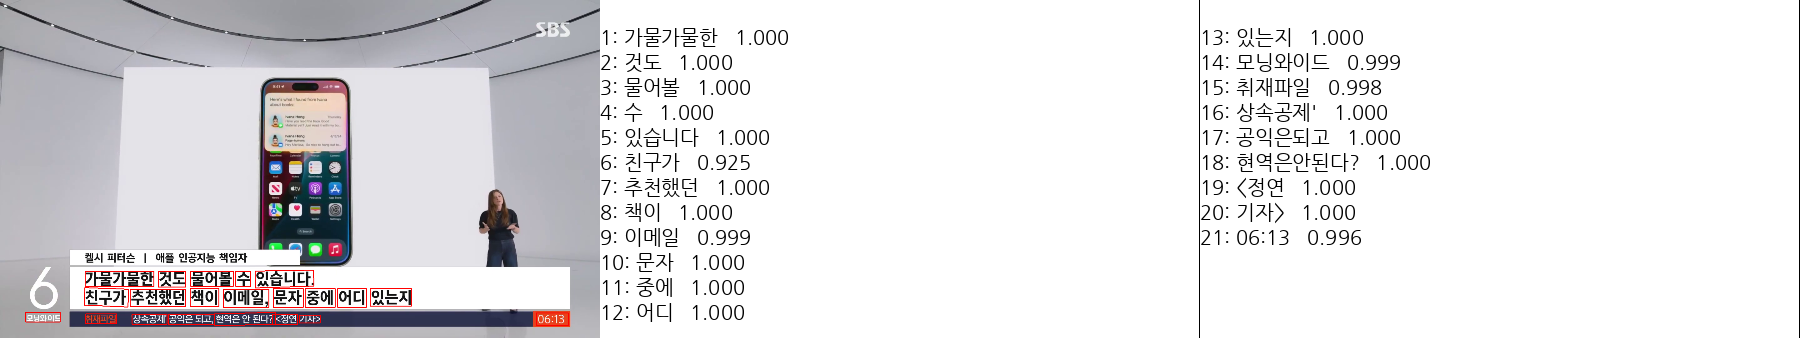 SBS
9:41
Here's what I found from Ivana
about books:
Ivana Hong
켈시 피터슨 | 애플 인공지능 책임자
가물가물한 것도 물어볼 수 있습니다.
친구가 추천했던 책이 이메일, 문자 중에 어디 있는지
6
모닝와이드
취재파일 '상속공제' 공익은 되고, 현역은 안 된다? <정연 기자>
06:13
1: 가물가물한 1.000
2: 것도 1.000
3: 물어볼 1.000
4: 수 1.000
5: 있습니다 1.000
6: 친구가 0.925
7: 추천했던 1.000
8: 책이 1.000
9: 이메일 0.999
10: 문자 1.000
11: 중에 1.000
12: 어디 1.000
13: 있는지 1.000
14: 모닝와이드 0.999
15: 취재파일 0.998
16: 상속공제' 1.000
17: 공익은되고 1.000
18: 현역은안된다? 1.000
19: <정연 1.000
20: 기자> 1.000
21: 06:13 0.996